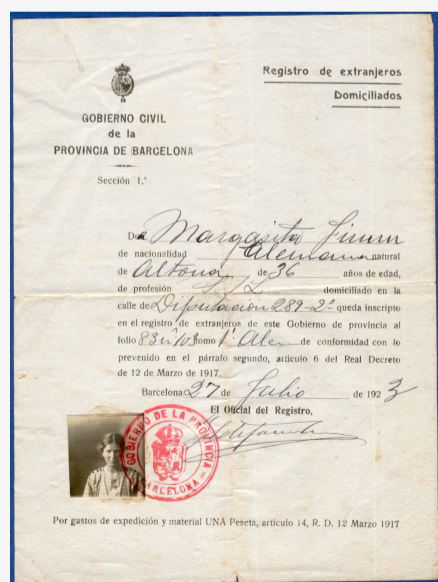 Registro de extranjeros
Domiciliados
GOBIERNO CIVIL
de la
PROVINCIA DE BARCELONA
Sección 1.ª
Margarita
de nacionalidad Alemana natural
de Altona de 36 años de edad,
de profesión S/L domiciliado en la
calle de Diputación 289-2º queda inscripto
en el registro de extranjeros de este Gobierno de provincia al
folio tomo 1º Alem de conformidad con lo
prevenido en el párrafo segundo, artículo 6 del Real Decreto
de 12 de Marzo de 1917.
Barcelona 27 de Julio de 1923
El Oficial del Registro,
GOBIERNO DE LA PROVINCIA
BARCELONA
Por gastos de expedición y material UNA Peseta, artículo 14, R. D. 12 Marzo 1917